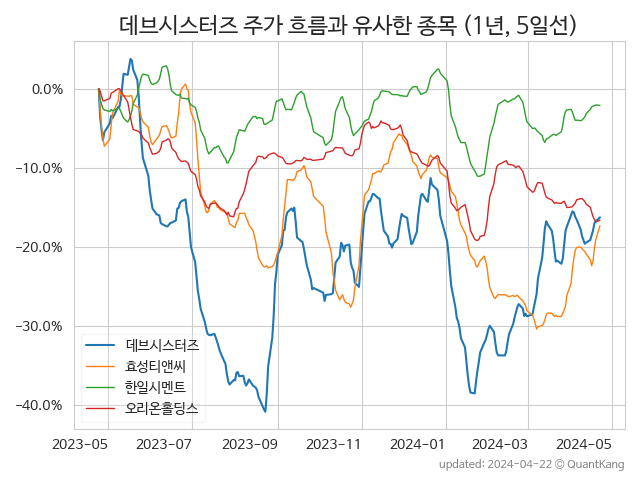 데브시스터즈 주가 흐름과 유사한 종목 (1년, 5일선)
0.0%
−10.0%
−20.0%
−30.0%
−40.0%
데브시스터즈
효성티앤씨
한일시멘트
오리온홀딩스
2023-05 2023-07 2023-09 2023-11 2024-01 2024-03 2024-05
updated: 2024-04-22 © QuantKang